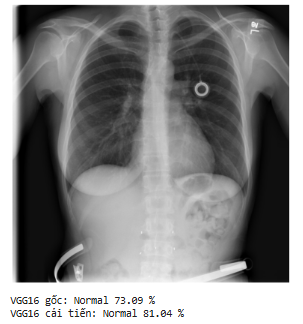 VGG16 gốc: Normal 73.09 %
VGG16 cải tiến: Normal 81.04 %